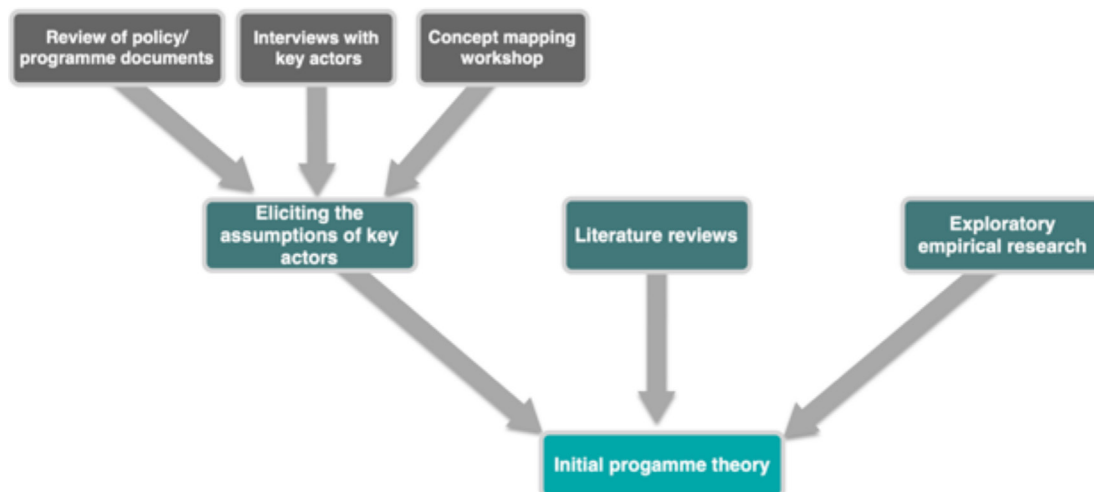 Review of policy/
programme documents
Interviews with
key actors
Concept mapping
workshop
Eliciting the
assumptions of key
actors
Literature reviews
Exploratory
empirical research
Initial progamme theory